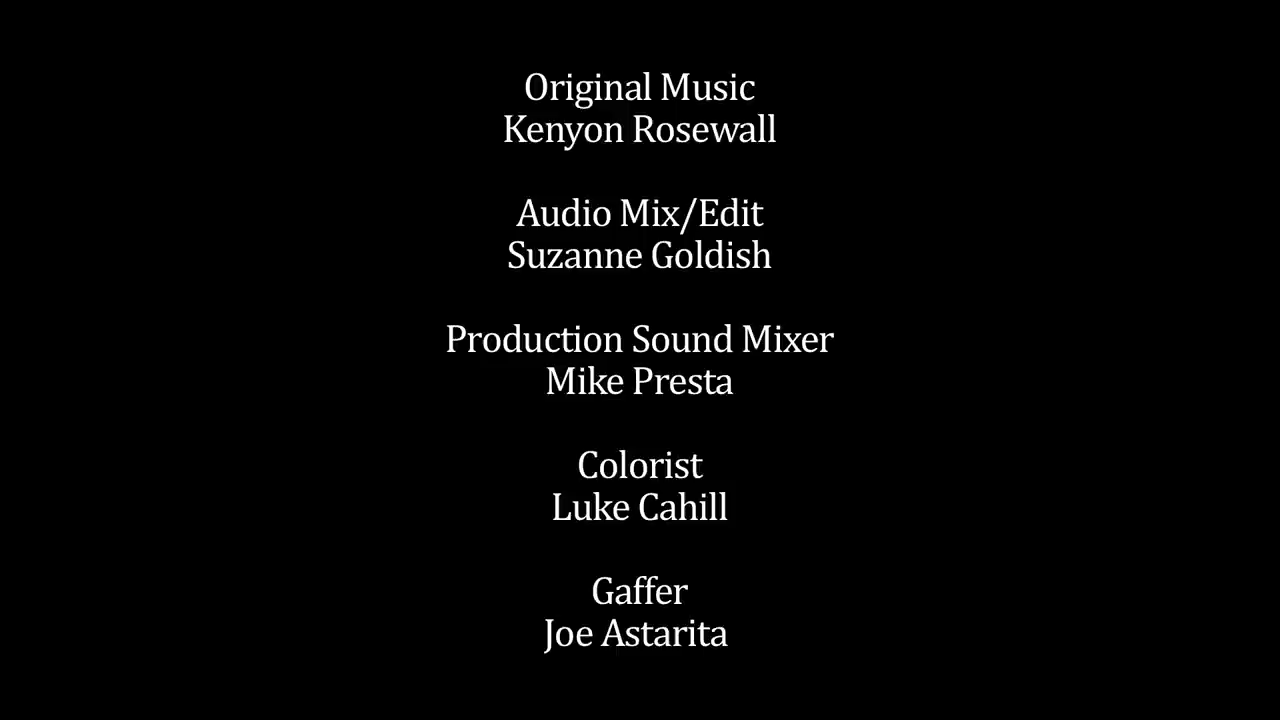 Original Music
Kenyon Rosewall
Audio Mix/Edit
Suzanne Goldish
Production Sound Mixer
Mike Presta
Colorist
Luke Cahill
Gaffer
Joe Astarita